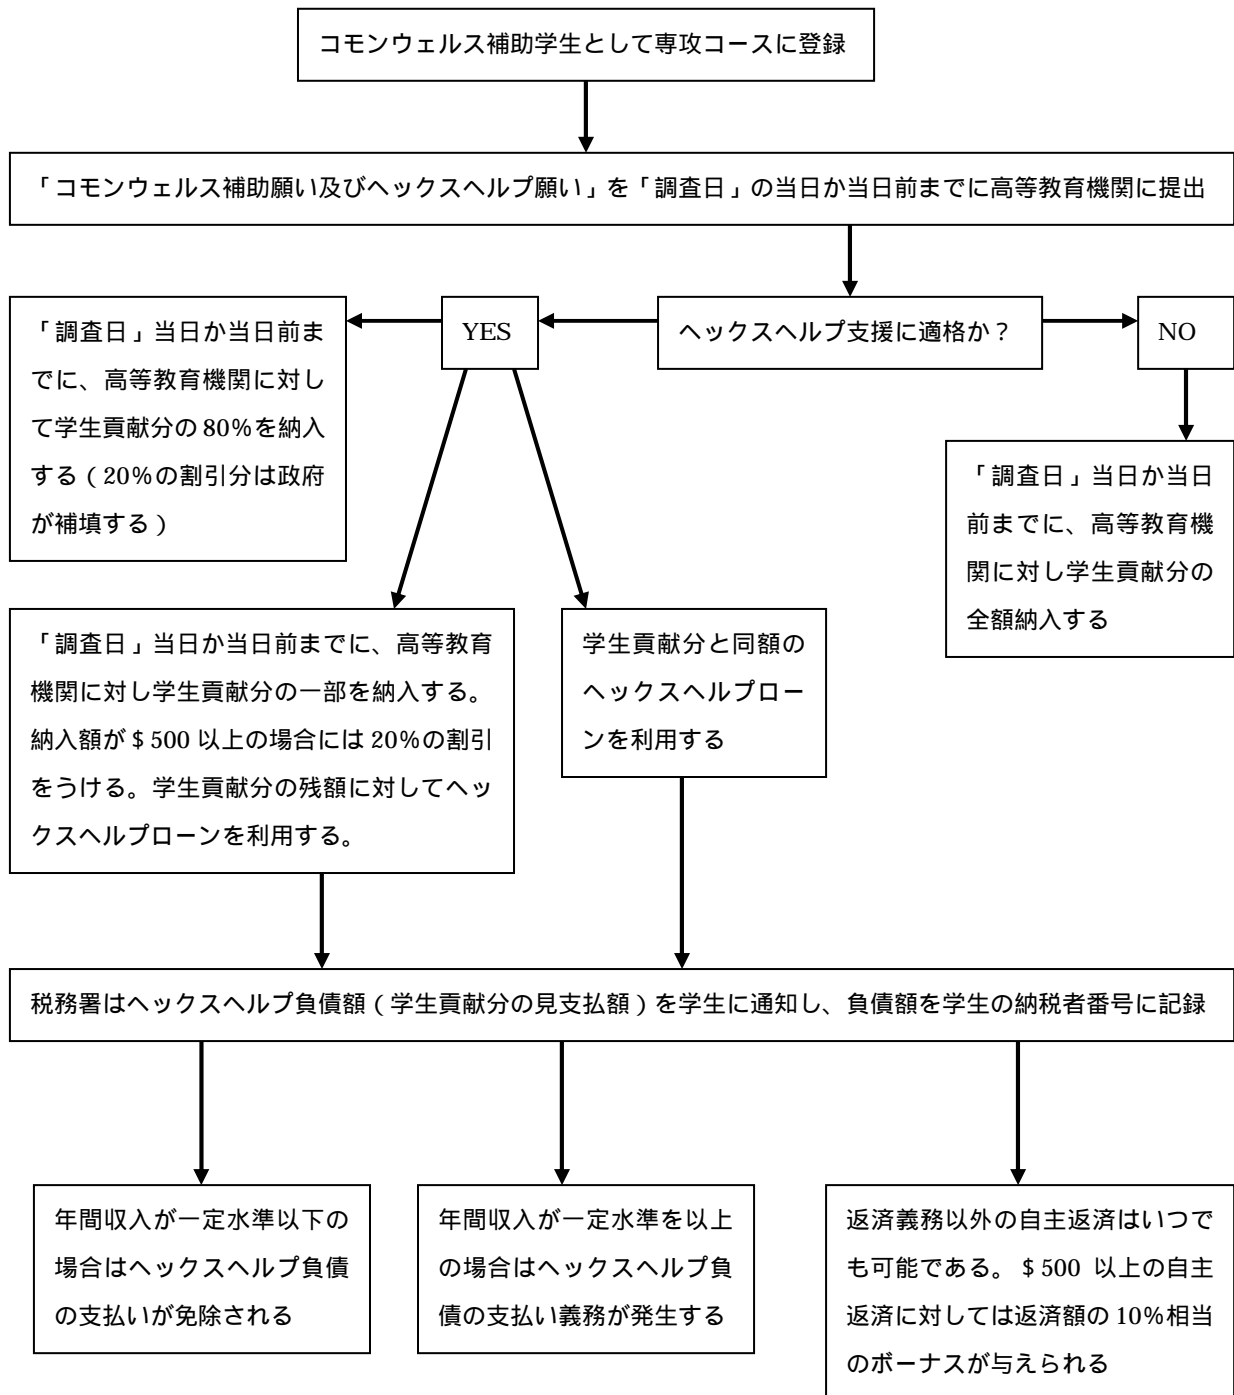 コモンウェルス補助学生として専攻コースに登録
「コモンウェルス補助願い及びヘックスヘルプ願い」を「調査日」の当日か当日前までに高等教育機関に提出
「調査日」当日か当日前ま
でに、高等教育機関に対し
て学生貢献分の80%を納入
する(20%の割引分は政府
が補填する)
YES
ヘックスヘルプ支援に適格か?
NO
「調査日」当日か当日
前までに、高等教育機
関に対し学生貢献分の
全額納入する
「調査日」当日か当日前までに、高等教育
機関に対し学生貢献分の一部を納入する。
納入額が$500以上の場合には20%の割引
をうける。学生貢献分の残額に対してヘッ
クスヘルプローンを利用する。
学生貢献分と同額の
ヘックスヘルプロー
ンを利用する
税務署はヘックスヘルプ負債額(学生貢献分の見支払額)を学生に通知し、負債額を学生の納税者番号に記録
年間収入が一定水準以下の
場合はヘックスヘルプ負債
の支払いが免除される
年間収入が一定水準を以上
の場合はヘックスヘルプ負
債の支払い義務が発生する
返済義務以外の自主返済はいつで
も可能である。$500 以上の自主
返済に対しては返済額の10%相当
のボーナスが与えられる